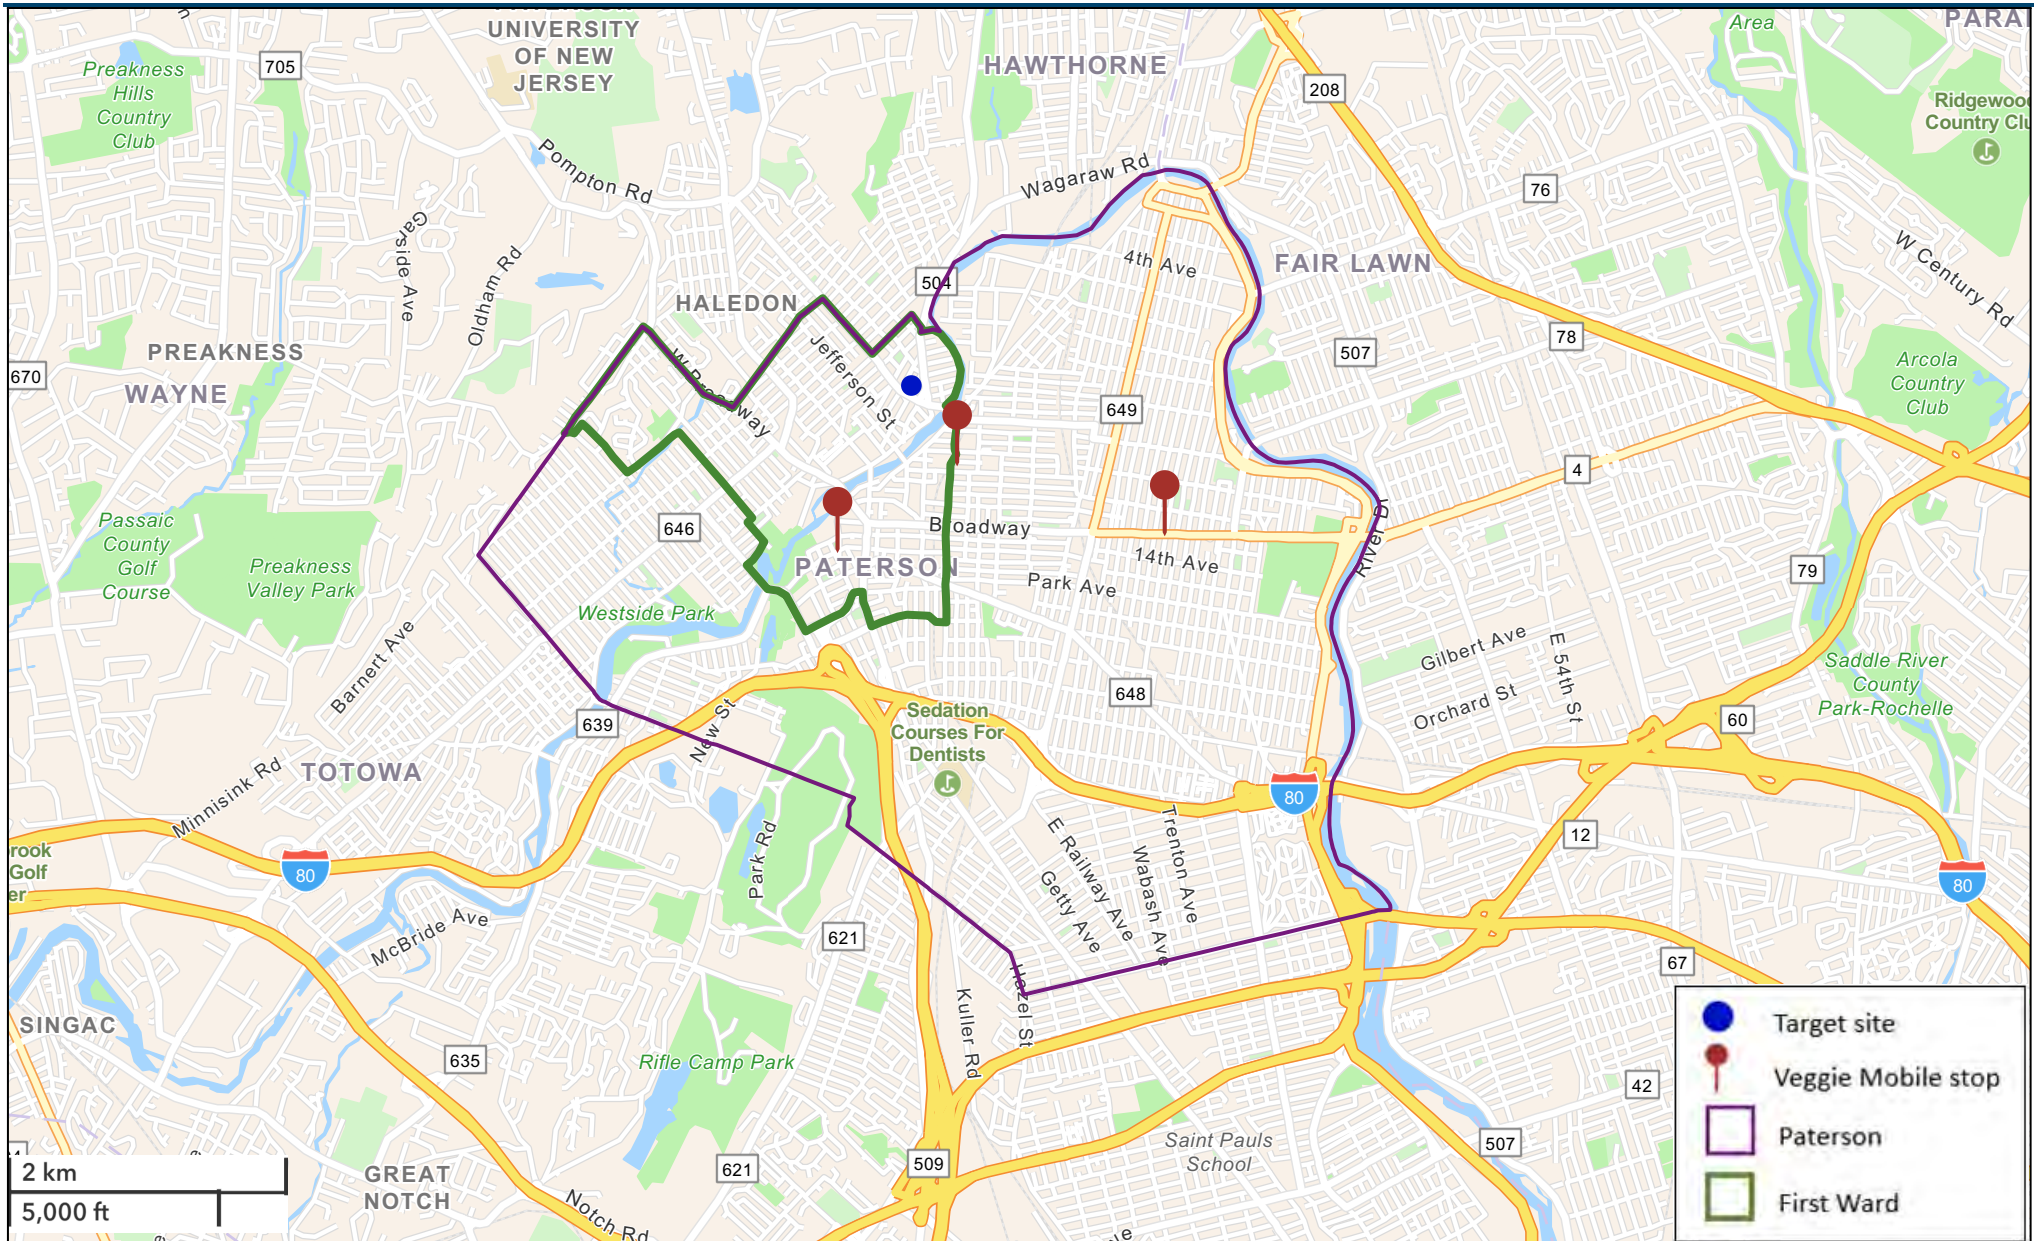 UNIVERSITY
OF NEW
JERSEY
Area
HAWTHORNE
705
Preakness
Hills
Country
Club
208
Ridgewood
Country Clu
Pompton Rd
Wagaraw Rd
76
Garside Ave
Oldham Rd
4th Ave
FAIR LAWN
W Century Rd
504
HALEDON
PREAKNESS
WAYNE
670
W Broadway
Jefferson St
507
78
Arcola
Country
Club
649
4
646
Broadway
PATERSON
14th Ave
Park Ave
River Dr
Passaic
County
Golf
Course
Preakness
Valley Park
79
Westside Park
Barnert Ave
Gilbert Ave
E 54th St
Orchard St
Saddle River
County
Park-Rochelle
648
60
639
New St
Sedation
Courses For
Dentists
TOTOWA
Minnisink Rd
80
80
80
12
Park Rd
E Railway Ave
Getty Ave
Wabash Ave
Trenton Ave
rook
Golf
er
McBride Ave
621
67
Hazel St
Kuller Rd
SINGAC
635
Rifle Camp Park
42
507
Saint Pauls
School
621
509
GREAT
NOTCH
Notch Rd
2 km
5,000 ft
Target site
Veggie Mobile stop
Paterson
First Ward